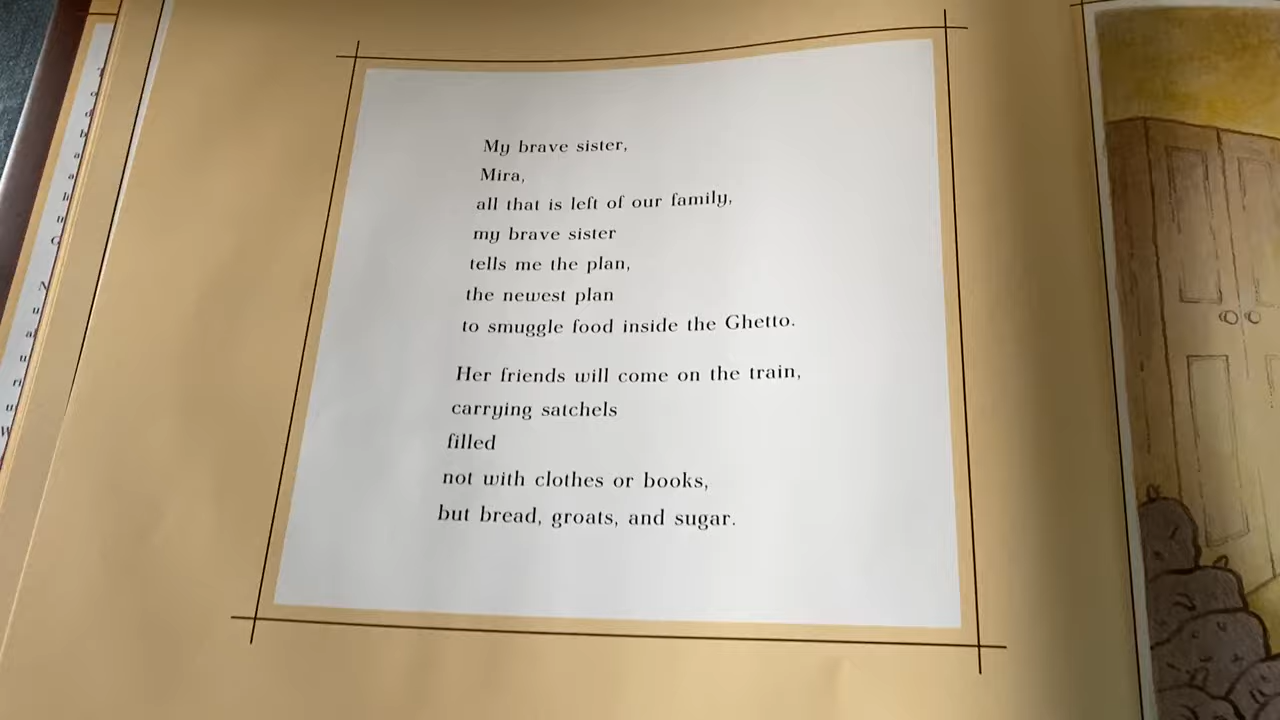 My brave sister,
Mira,
all that is left of our family,
my brave sister
tells me the plan,
the newest plan
to smuggle food inside the Ghetto.
Her friends will come on the train,
carrying satchels
filled
not with clothes or books,
but bread, groats, and sugar.